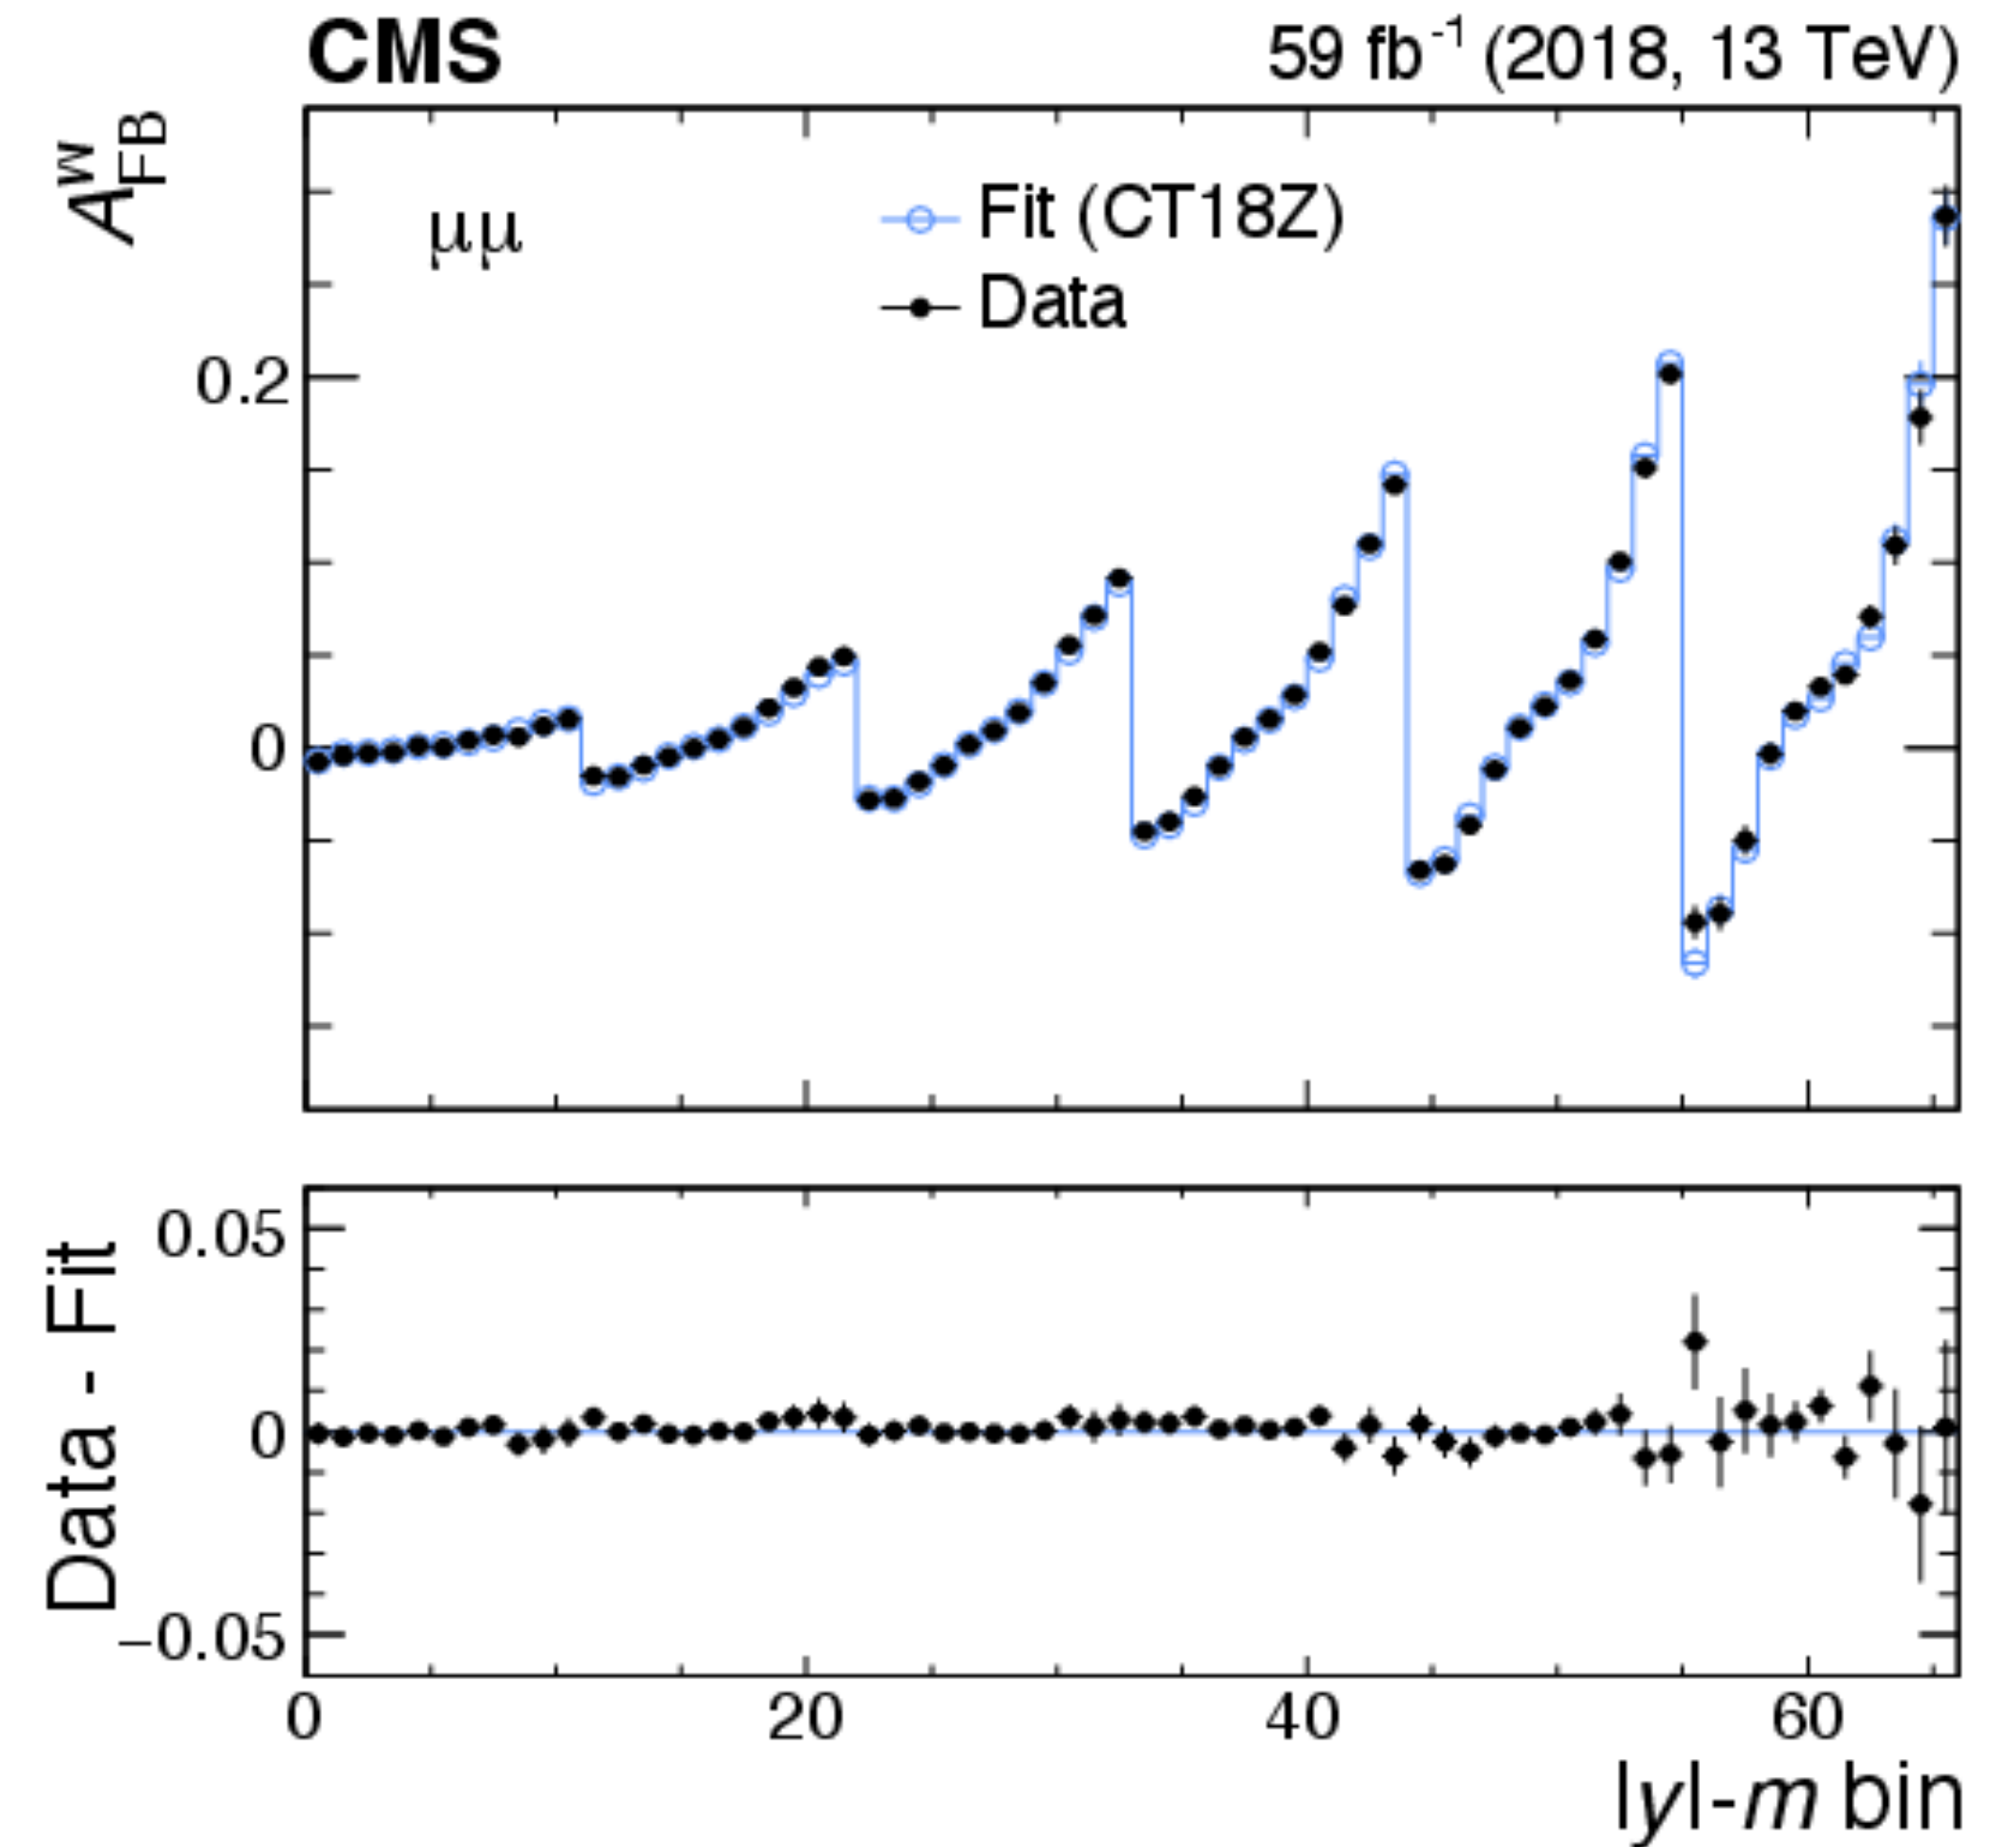 CMS
59 fb⁻¹ (2018, 13 TeV)
A^W_FB
μμ
Fit (CT18Z)
Data
0.2
0
Data - Fit
0.05
0
−0.05
0 20 40 60
|y|-m bin